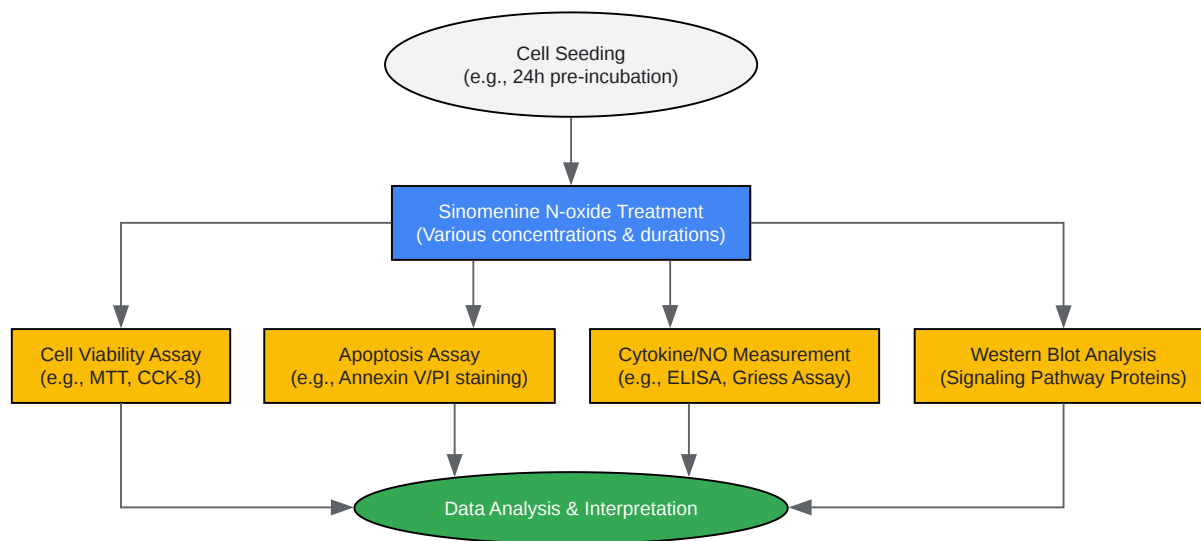 Cell Seeding
(e.g., 24h pre-incubation)
Sinomenine N-oxide Treatment
(Various concentrations & durations)
Cell Viability Assay
(e.g., MTT, CCK-8)
Apoptosis Assay
(e.g., Annexin V/PI staining)
Cytokine/NO Measurement
(e.g., ELISA, Griess Assay)
Western Blot Analysis
(Signaling Pathway Proteins)
Data Analysis & Interpretation